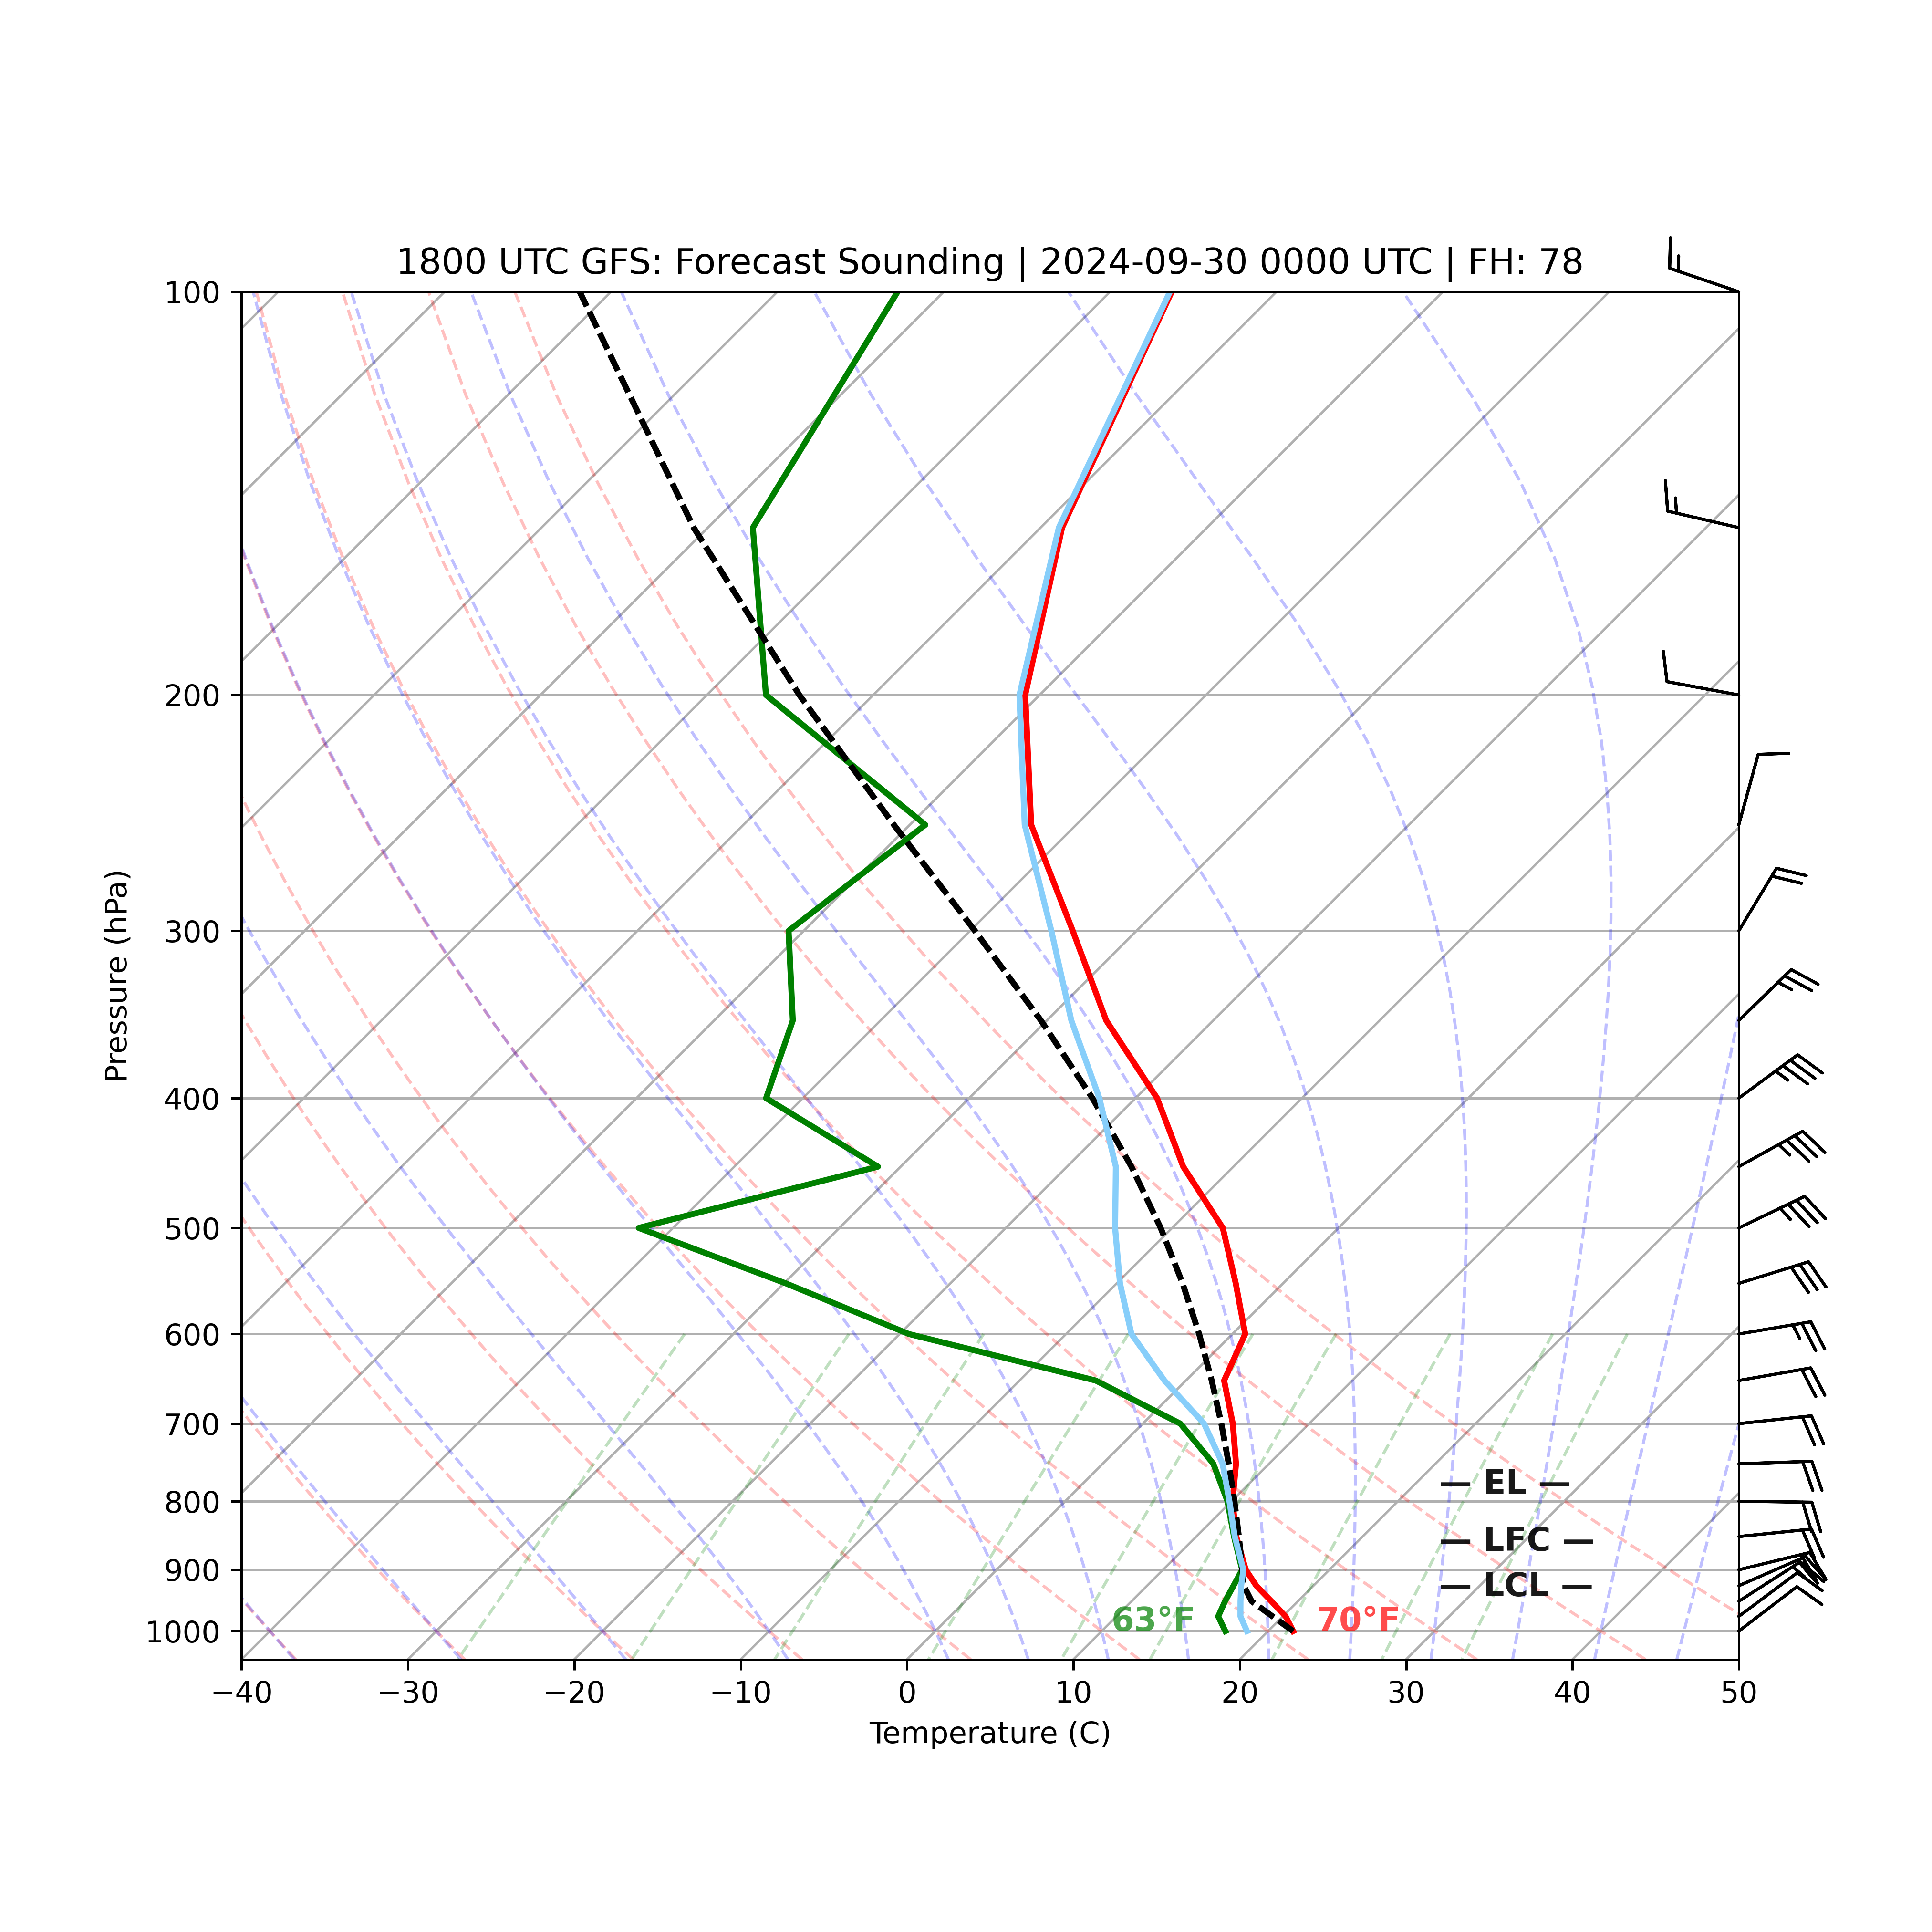 1800 UTC GFS: Forecast Sounding | 2024-09-30 0000 UTC | FH: 78
100
200
300
400
500
600
700
800
900
1000
Pressure (hPa)
— EL —
— LFC —
— LCL —
63°F
70°F
−40 −30 −20 −10 0 10 20 30 40 50
Temperature (C)